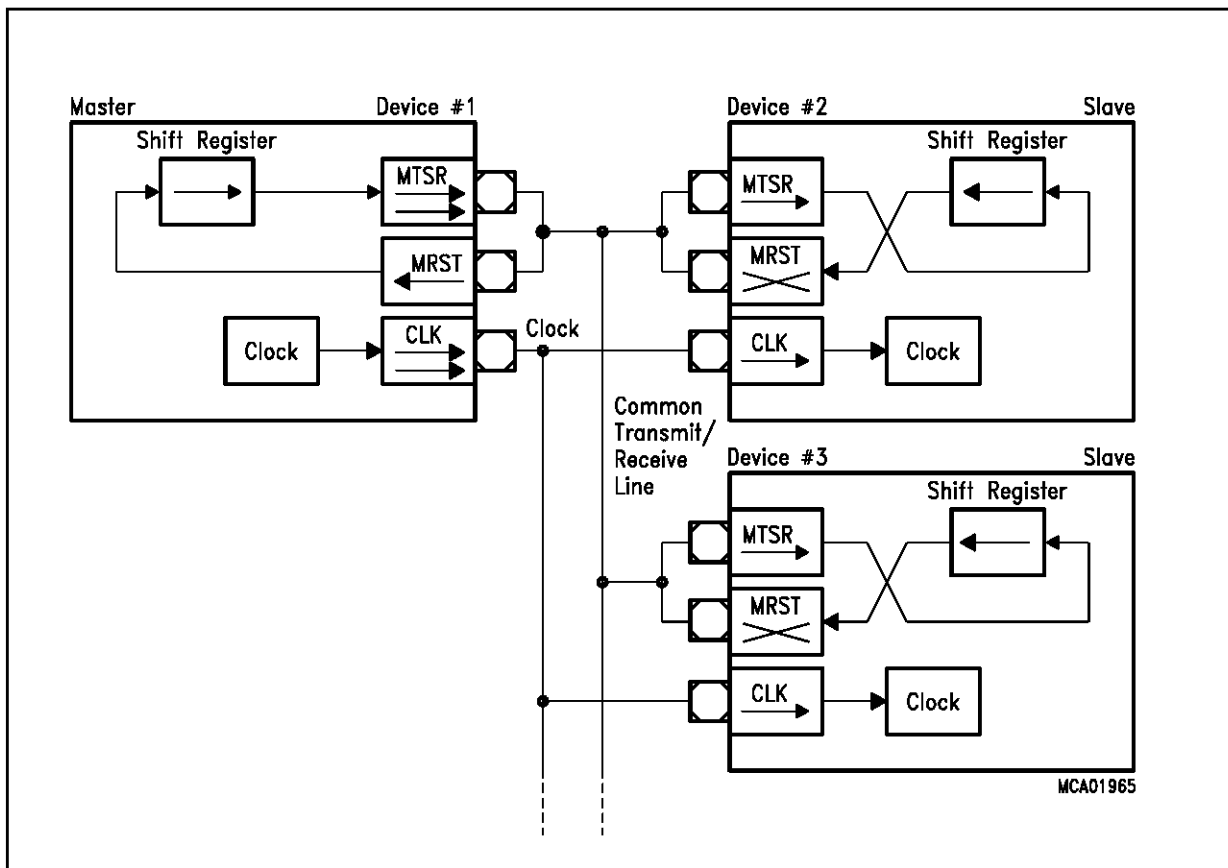 Master
Device #1
Shift Register
MTSR
MRST
Clock
CLK
Clock
Common
Transmit/
Receive
Line
Device #2
Slave
Shift Register
MTSR
MRST
CLK
Clock
Device #3
Slave
Shift Register
MTSR
MRST
CLK
Clock
MCA01965